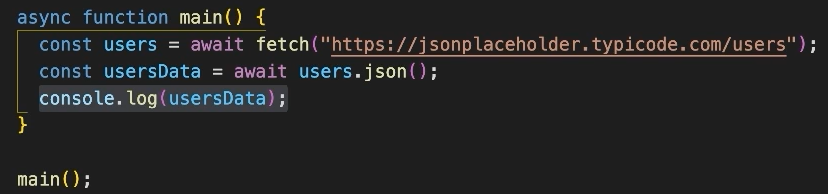 async function main() {
const users = await fetch("https://jsonplaceholder.typicode.com/users");
const usersData = await users.json();
console.log(usersData);
}
main();